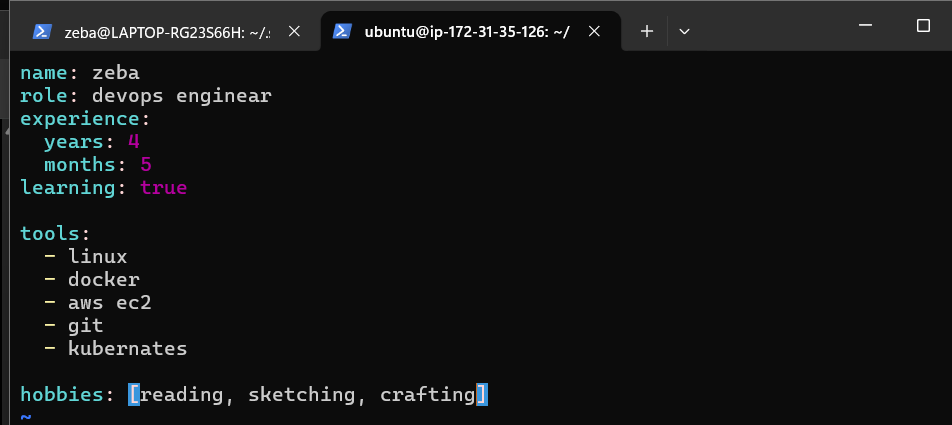 zeba@LAPTOP-RG23S66H: ~/.s
ubuntu@ip-172-31-35-126: ~/
name: zeba
role: devops enginear
experience:
  years: 4
  months: 5
learning: true
tools:
  - linux
  - docker
  - aws ec2
  - git
  - kubernates
hobbies: [reading, sketching, crafting]
~